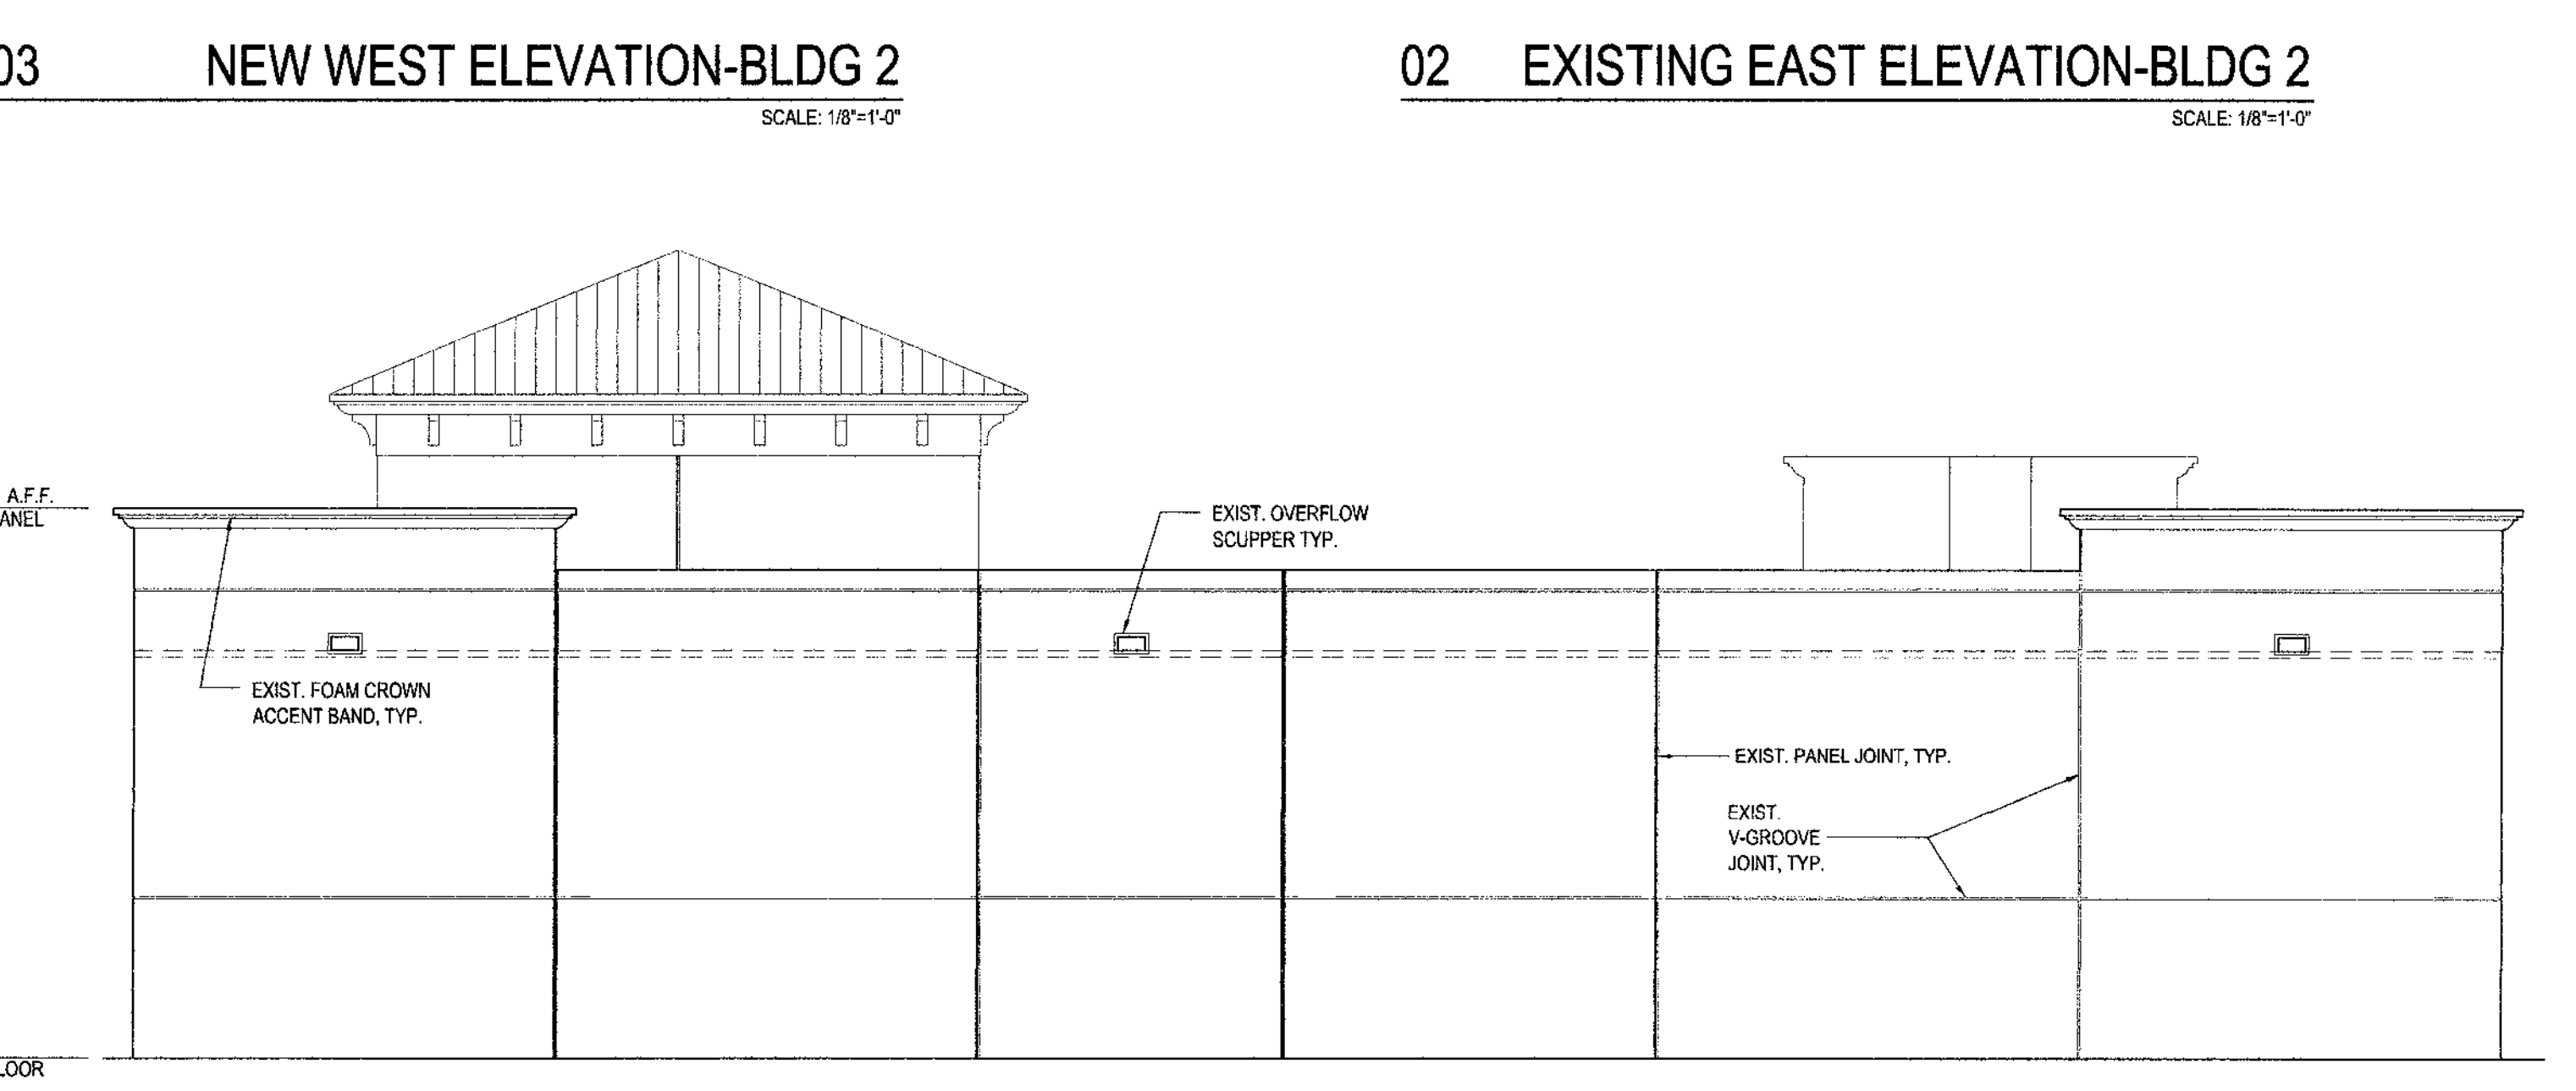 03 NEW WEST ELEVATION-BLDG 2
SCALE: 1/8"=1'-0"
02 EXISTING EAST ELEVATION-BLDG 2
SCALE: 1/8"=1'-0"
A.F.F.
ANEL
EXIST. OVERFLOW
SCUPPER TYP.
EXIST. FOAM CROWN
ACCENT BAND, TYP.
EXIST. PANEL JOINT, TYP.
EXIST.
V-GROOVE
JOINT, TYP.
LOOR